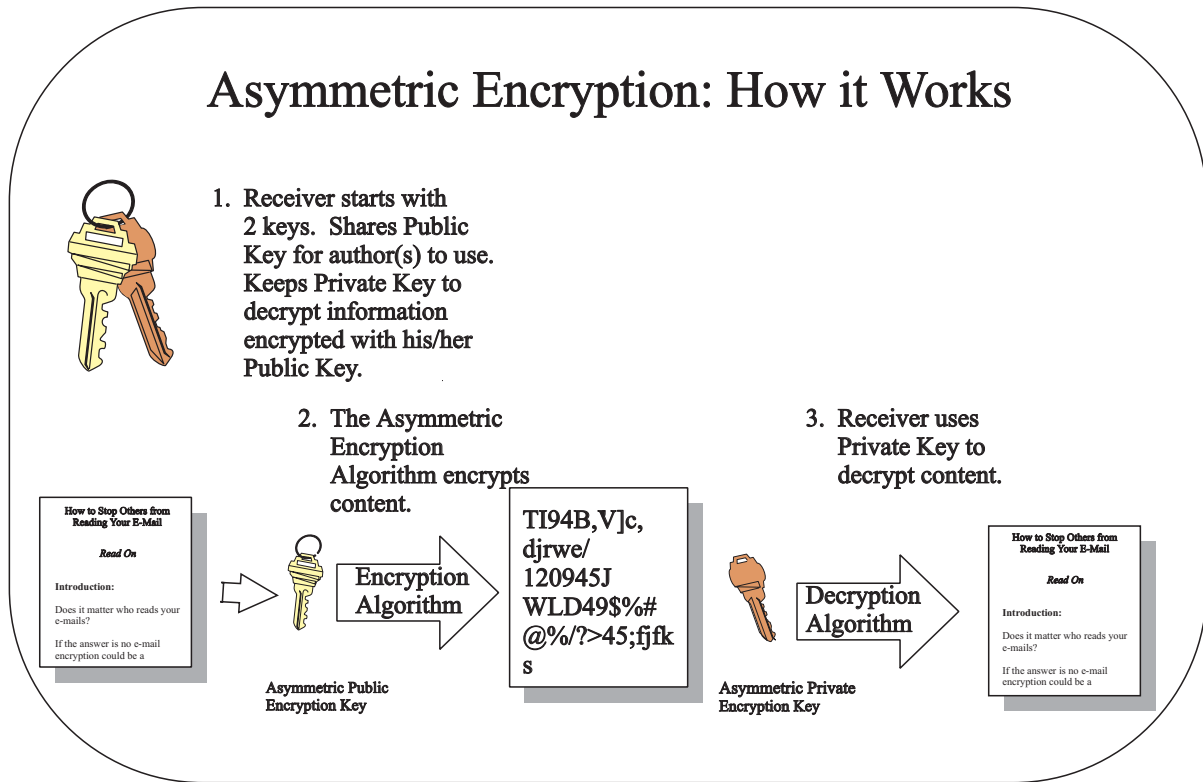 Asymmetric Encryption: How it Works
1. Receiver starts with
2 keys. Shares Public
Key for author(s) to use.
Keeps Private Key to
decrypt information
encrypted with his/her
Public Key.
2. The Asymmetric
Encryption
Algorithm encrypts
content.
3. Receiver uses
Private Key to
decrypt content.
How to Stop Others from
Reading Your E-Mail
Read On
Introduction:
Does it matter who reads your
e-mails?
If the answer is no e-mail
encryption could be a
Asymmetric Public
Encryption Key
Encryption
Algorithm
TI94B,V]c,
djrwe/
120945J
WLD49$%#
@%/?>45;fjfk
s
Asymmetric Private
Encryption Key
Decryption
Algorithm
How to Stop Others from
Reading Your E-Mail
Read On
Introduction:
Does it matter who reads your
e-mails?
If the answer is no e-mail
encryption could be a